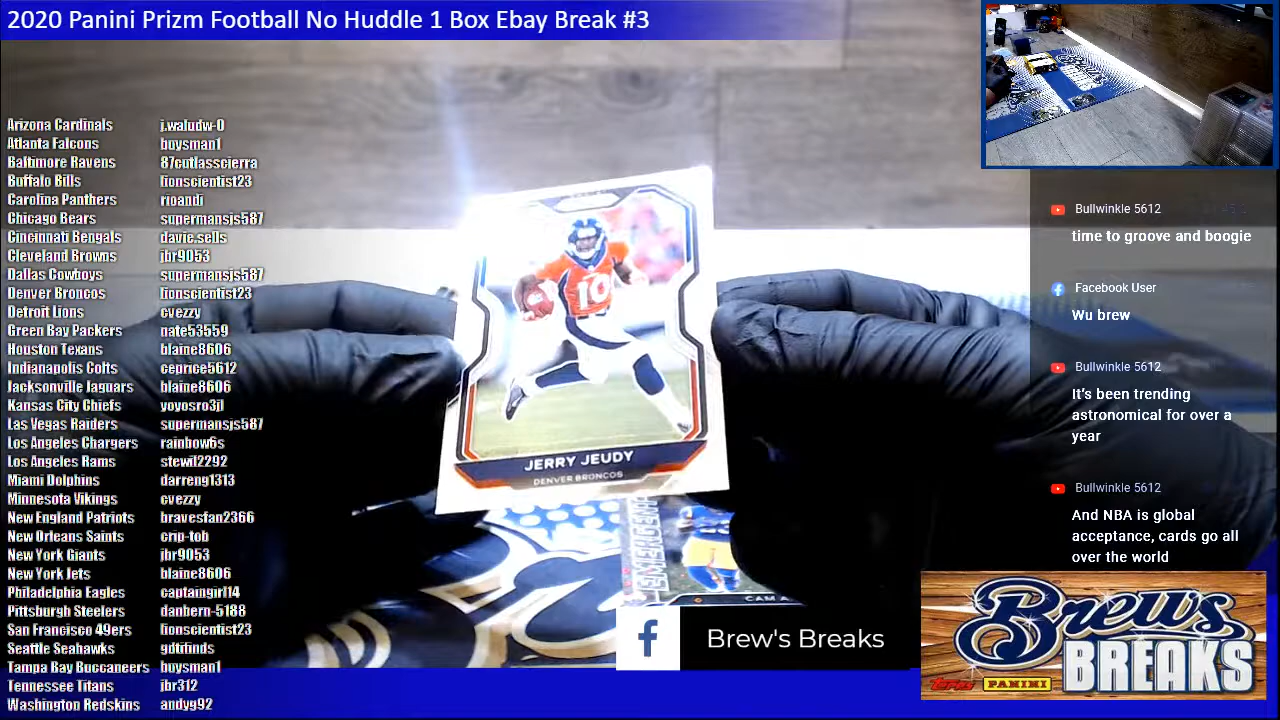 2020 Panini Prizm Football No Huddle 1 Box Ebay Break #3
Arizona Cardinals j.waludw-0
Atlanta Falcons buysman1
Baltimore Ravens 87cutlasscierra
Buffalo Bills lionscientist23
Carolina Panthers rioandi
Chicago Bears supermansjs587
Cincinnati Bengals davie.sells
Cleveland Browns jbr9053
Dallas Cowboys supermansjs587
Denver Broncos lionscientist23
Detroit Lions cvezzy
Green Bay Packers nate53559
Houston Texans blaine8606
Indianapolis Colts ceprice5612
Jacksonville Jaguars blaine8606
Kansas City Chiefs yoyosro3jl
Las Vegas Raiders supermansjs587
Los Angeles Chargers rainbow6s
Los Angeles Rams stewil2292
Miami Dolphins darreng1313
Minnesota Vikings cvezzy
New England Patriots bravesfan2366
New Orleans Saints crip-tob
New York Giants jbr9053
New York Jets blaine8606
Philadelphia Eagles captaingirl14
Pittsburgh Steelers danhern-5188
San Francisco 49ers lionscientist23
Seattle Seahawks gdtifinds
Tampa Bay Buccaneers buysman1
Tennessee Titans jbr312
Washington Redskins andyg92
10
JERRY JEUDY
DENVER BRONCOS
CAM A
Brew's Breaks
Bullwinkle 5612
time to groove and boogie
Facebook User
Wu brew
Bullwinkle 5612
It's been trending
astronomical for over a
year
Bullwinkle 5612
And NBA is global
acceptance, cards go all
over the world
Brew's
BREAKS
Topps PANINI